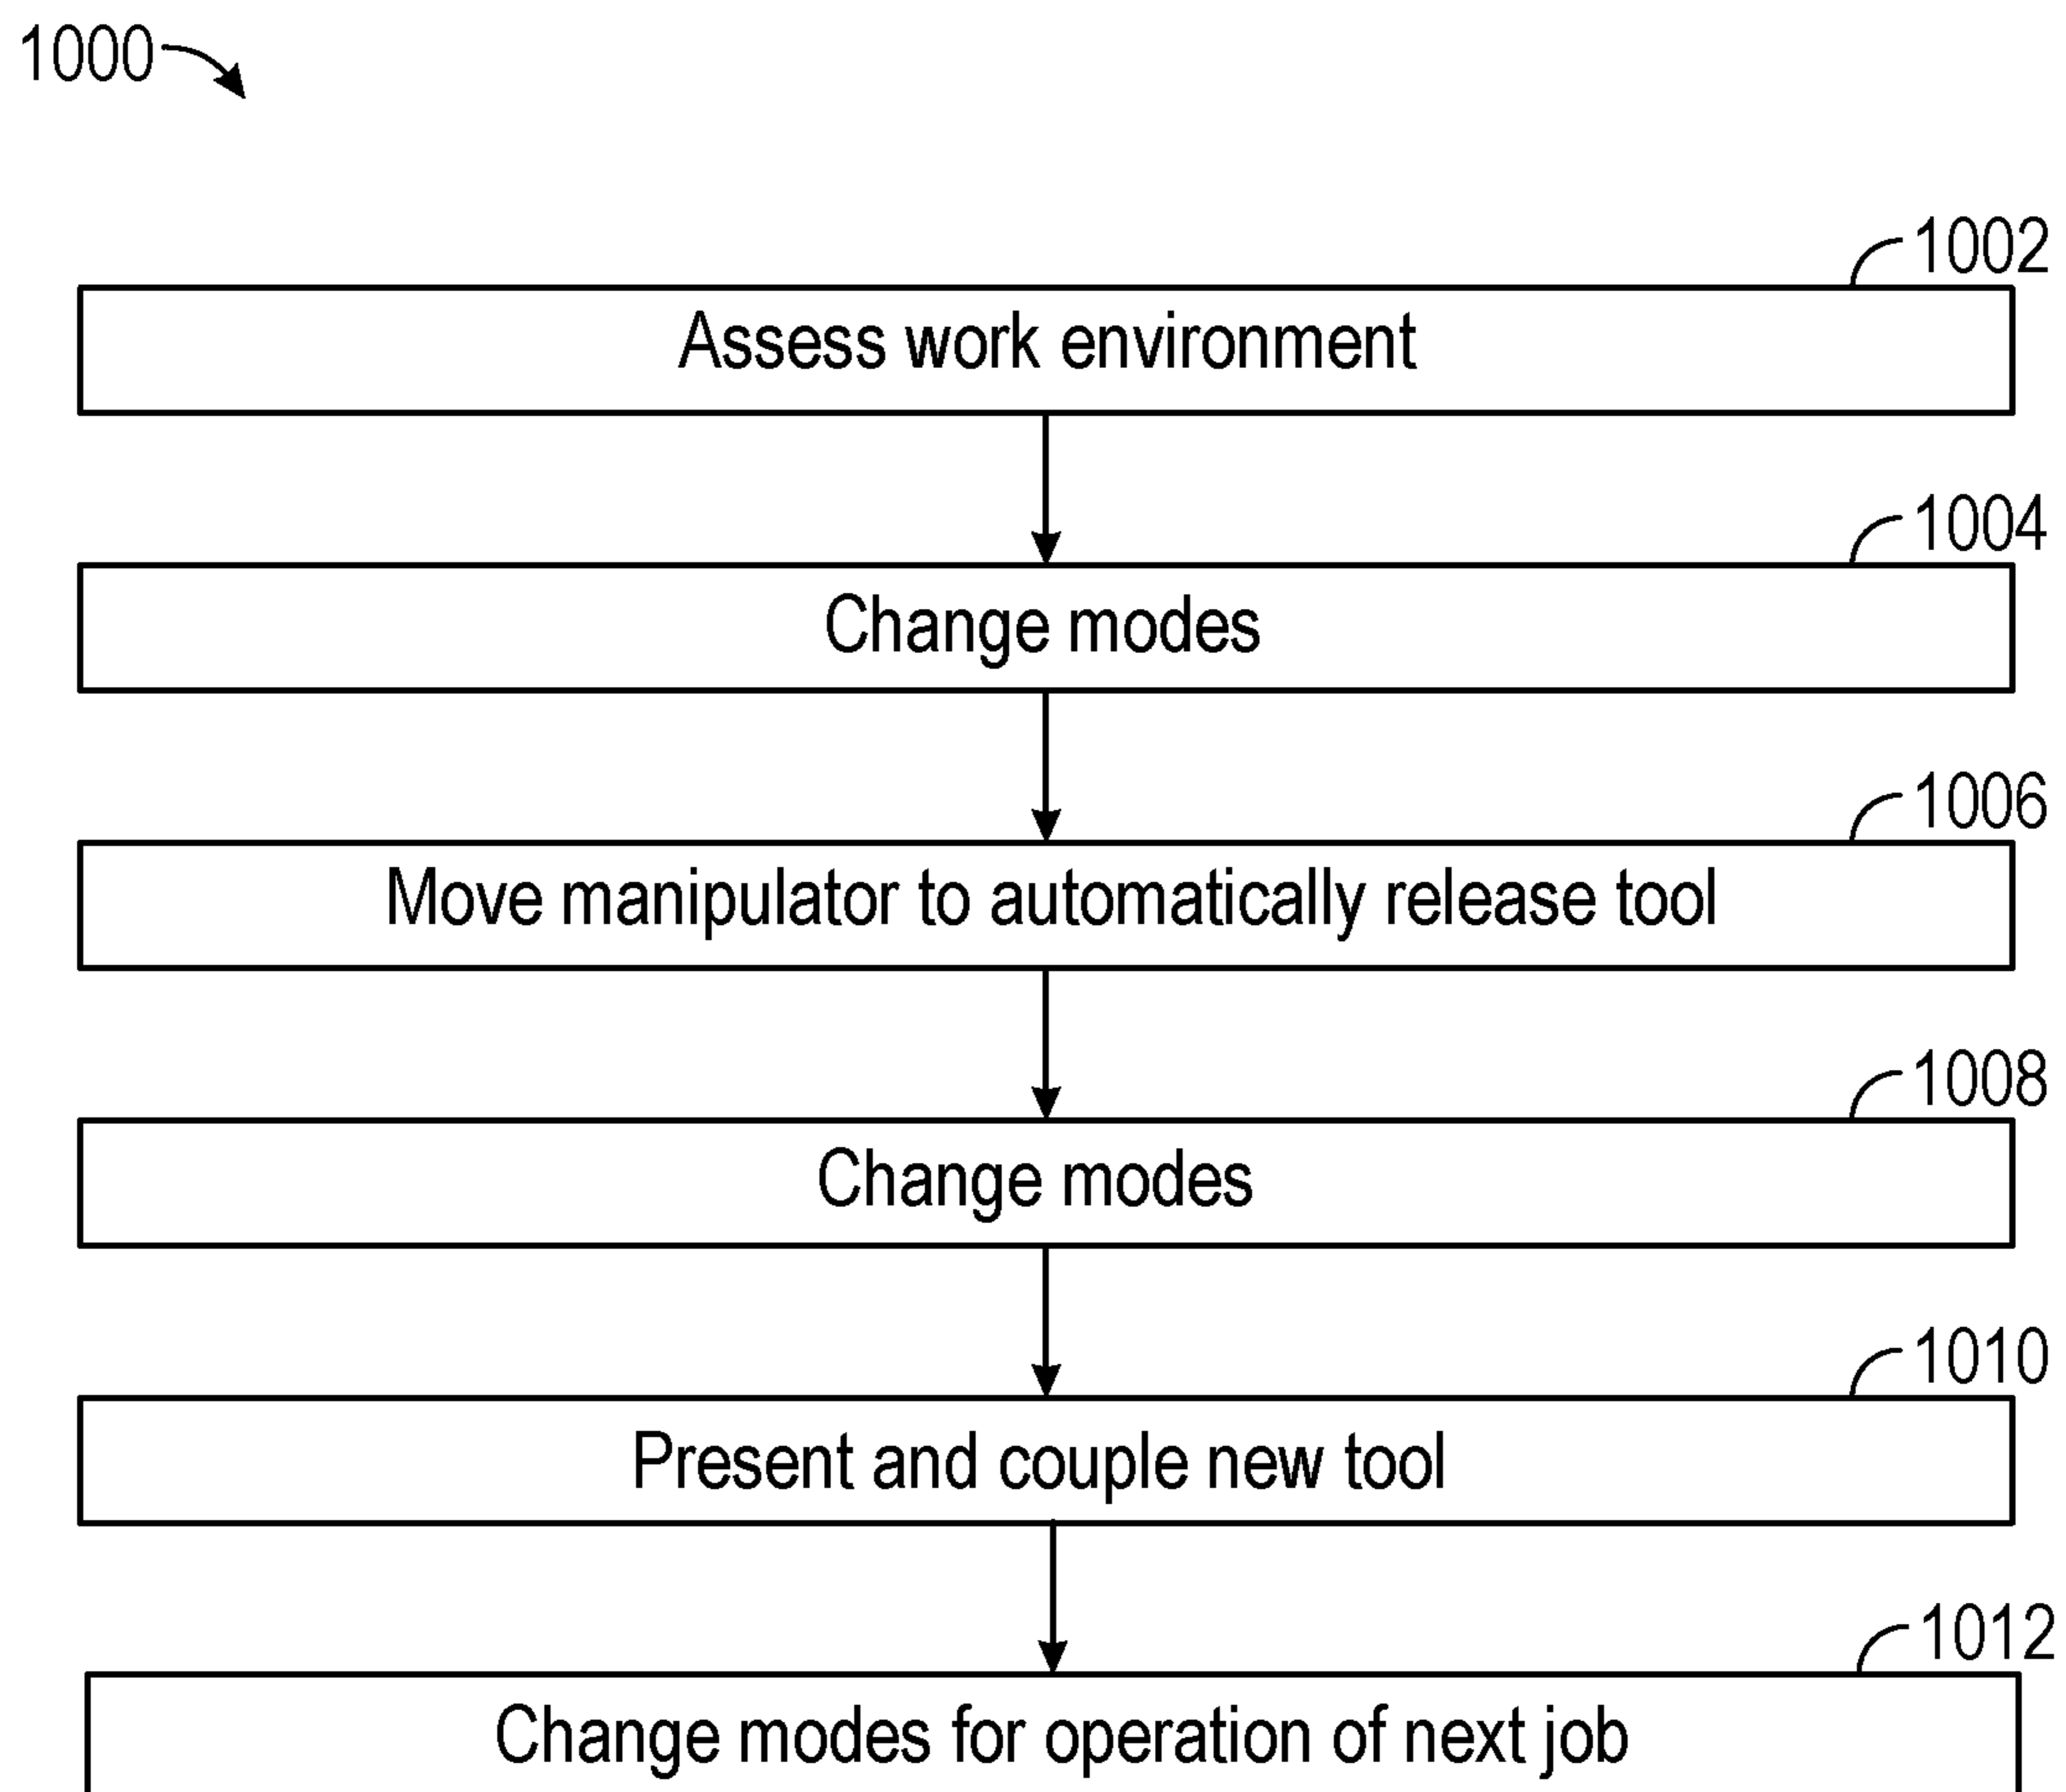 1000
1002
Assess work environment
1004
Change modes
1006
Move manipulator to automatically release tool
1008
Change modes
1010
Present and couple new tool
1012
Change modes for operation of next job